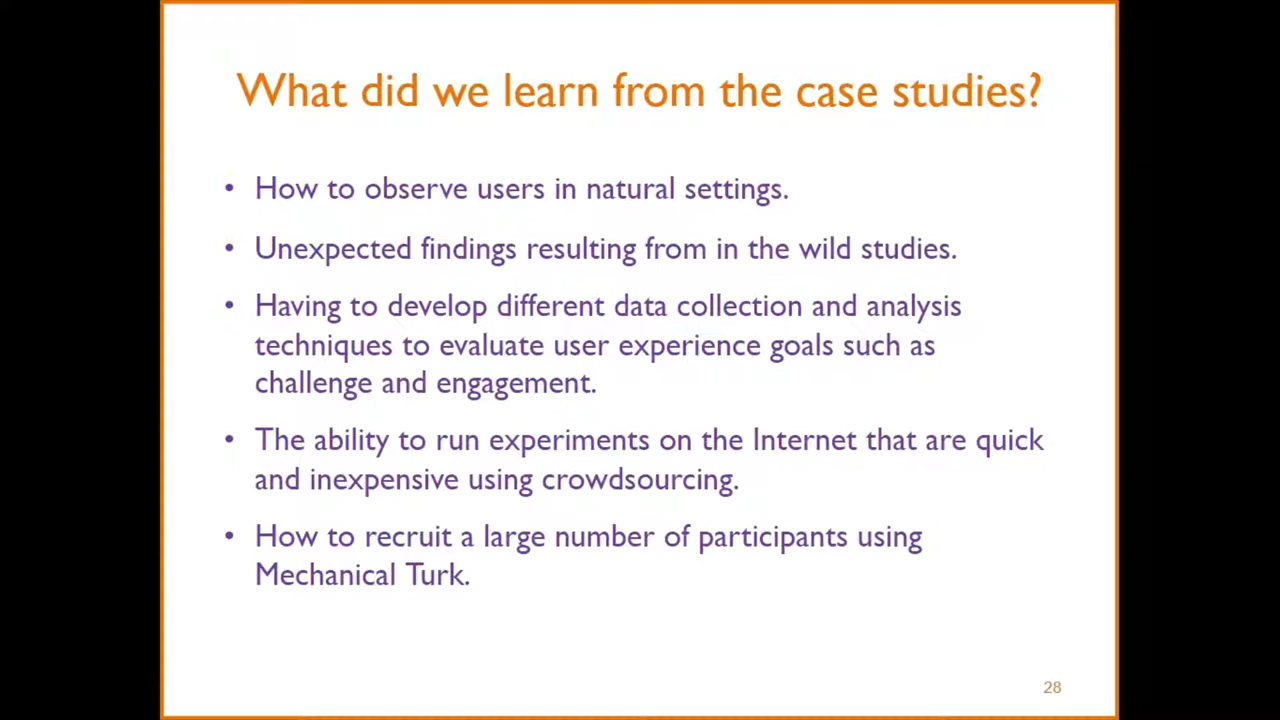 What did we learn from the case studies?
• How to observe users in natural settings.
• Unexpected findings resulting from in the wild studies.
• Having to develop different data collection and analysis
techniques to evaluate user experience goals such as
challenge and engagement.
• The ability to run experiments on the Internet that are quick
and inexpensive using crowdsourcing.
• How to recruit a large number of participants using
Mechanical Turk.
28